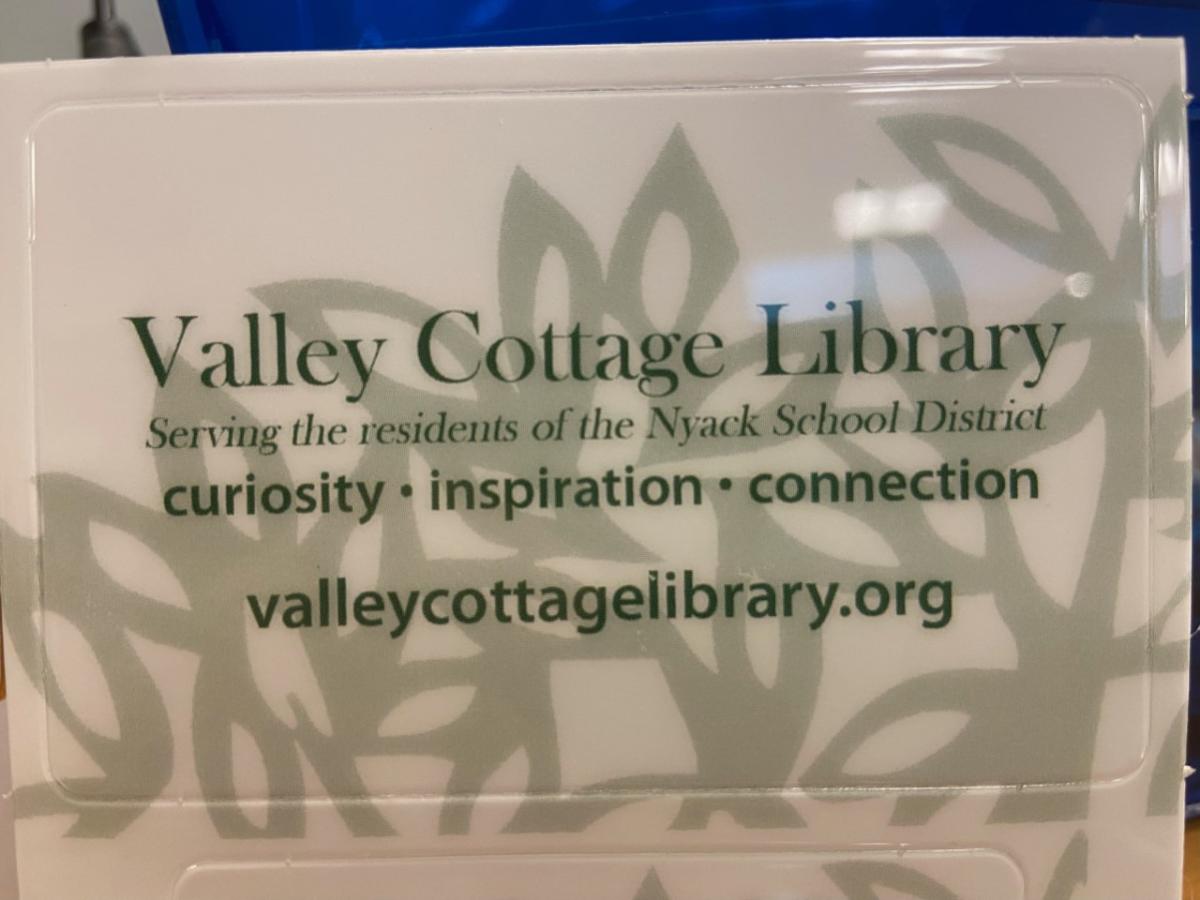 Valley Cottage Library
Serving the residents of the Nyack School District
curiosity • inspiration • connection
valleycottagelibrary.org